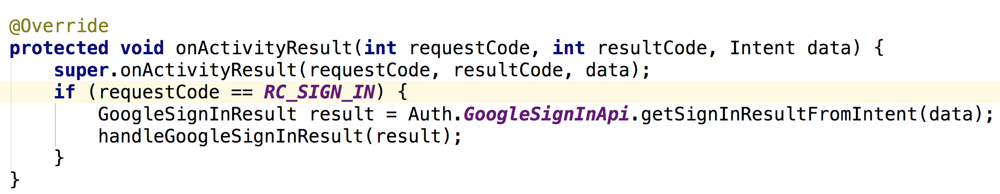 @Override
protected void onActivityResult(int requestCode, int resultCode, Intent data) {
    super.onActivityResult(requestCode, resultCode, data);
    if (requestCode == RC_SIGN_IN) {
        GoogleSignInResult result = Auth.GoogleSignInApi.getSignInResultFromIntent(data);
        handleGoogleSignInResult(result);
    }
}